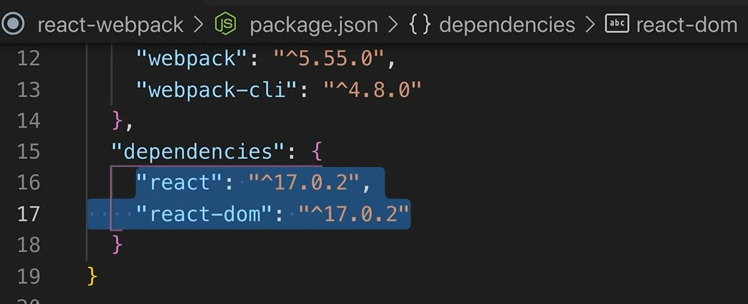 react-webpack > package.json > {} dependencies > abc react-dom
12 "webpack": "^5.55.0",
13 "webpack-cli": "^4.8.0"
14 },
15 "dependencies": {
16 "react": "^17.0.2",
17 "react-dom": "^17.0.2"
18 }
19 }